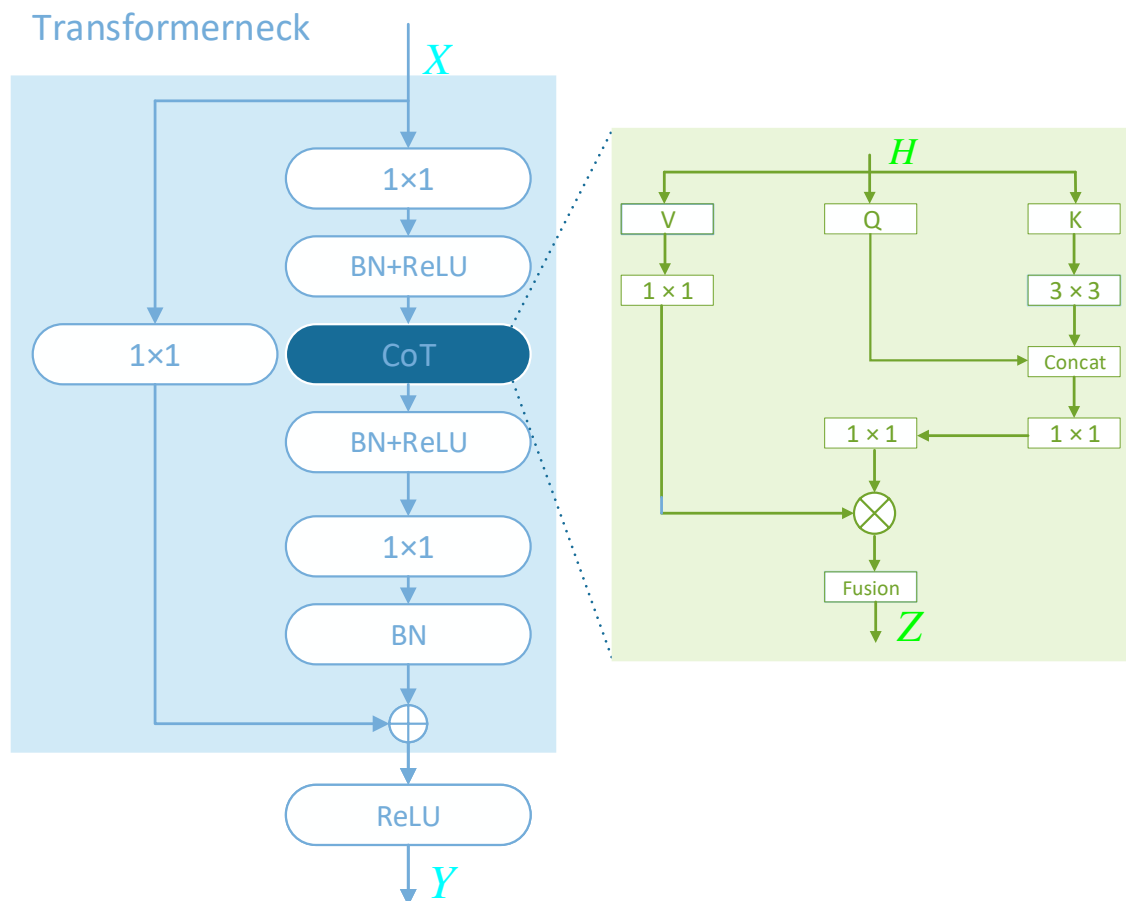 Transformerneck
X
1×1
BN+ReLU
1×1
CoT
BN+ReLU
1×1
BN
ReLU
Y
H
V
Q
K
1 × 1
3 × 3
Concat
1 × 1
1 × 1
Fusion
Z